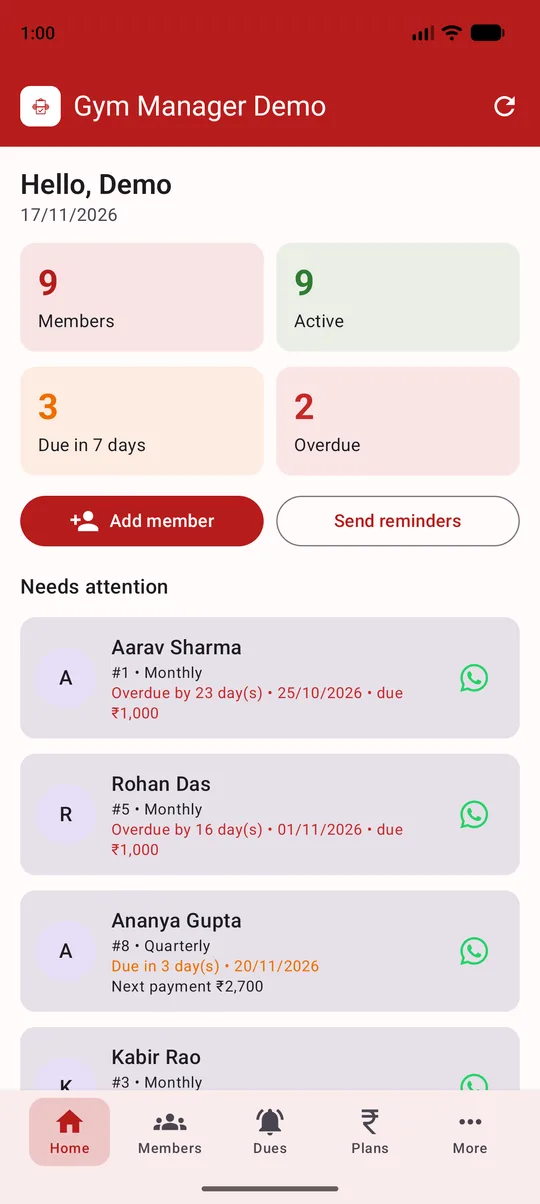 1:00
Gym Manager Demo
Hello, Demo
17/11/2026
9
Members
9
Active
3
Due in 7 days
2
Overdue
Add member
Send reminders
Needs attention
A
Aarav Sharma
#1 • Monthly
Overdue by 23 day(s) • 25/10/2026 • due
₹1,000
R
Rohan Das
#5 • Monthly
Overdue by 16 day(s) • 01/11/2026 • due
₹1,000
A
Ananya Gupta
#8 • Quarterly
Due in 3 day(s) • 20/11/2026
Next payment ₹2,700
K
Kabir Rao
#3 • Monthly
Home
Members
Dues
Plans
More